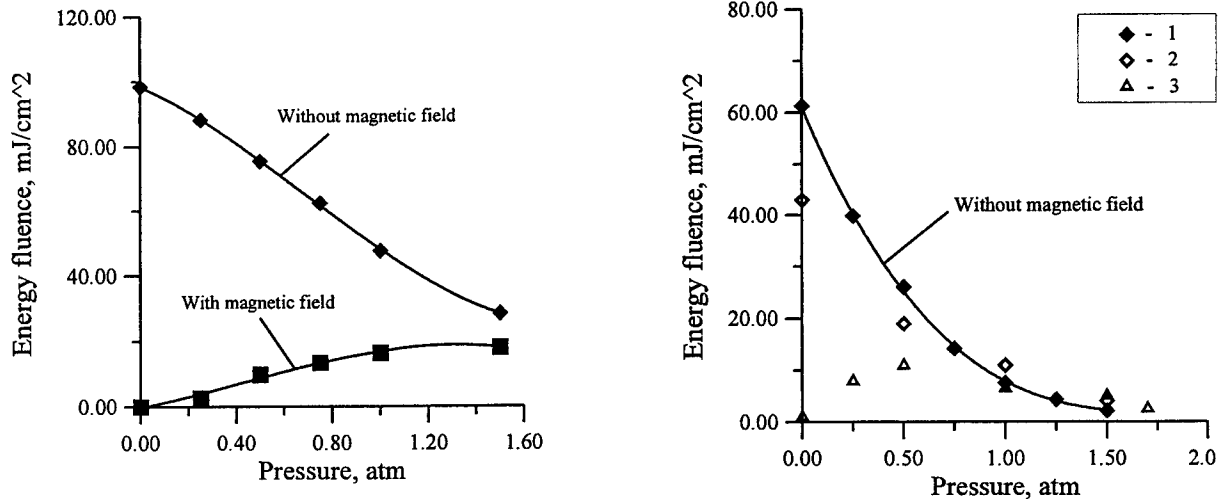 120.00
80.00
40.00
0.00
Energy fluence, mJ/cm^2
Without magnetic field
With magnetic field
0.00 0.40 0.80 1.20 1.60
Pressure, atm
80.00
60.00
40.00
20.00
0.00
Energy fluence, mJ/cm^2
- 1
- 2
- 3
Without magnetic field
0.00 0.50 1.00 1.50 2.0
Pressure, atm